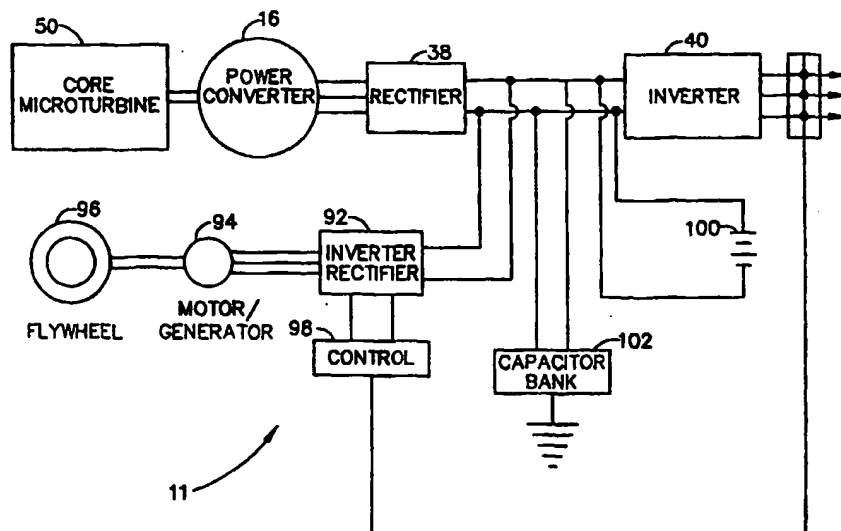 50
CORE
MICROTURBINE
16
POWER
CONVERTER
38
RECTIFIER
40
INVERTER
96
FLYWHEEL
94
MOTOR/
GENERATOR
92
INVERTER
RECTIFIER
98
CONTROL
100
102
CAPACITOR
BANK
11